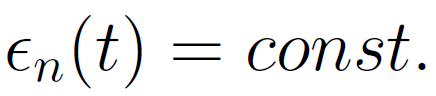 ϵₙ(t) = const.